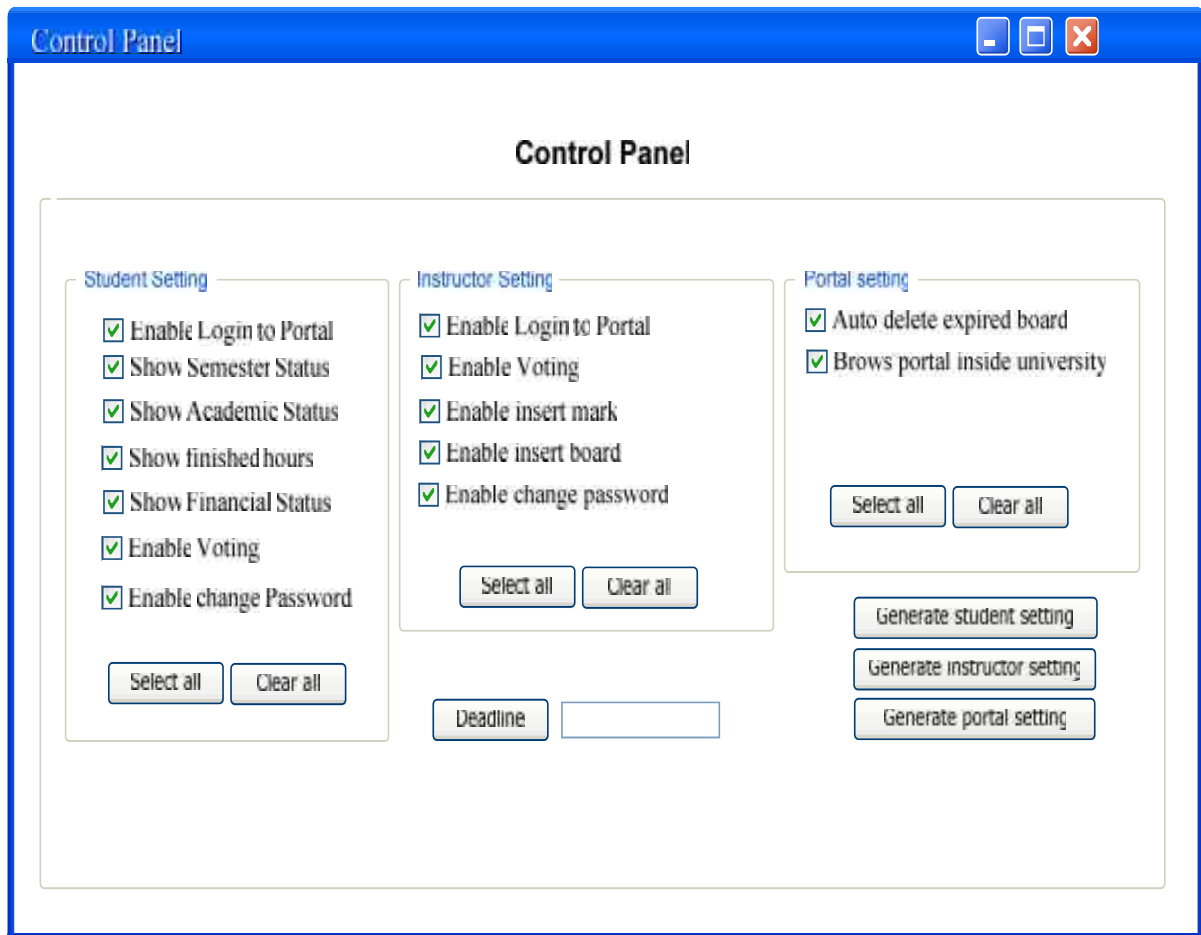 Control Panel
Control Panel
Student Setting
Enable Login to Portal
Show Semester Status
Show Academic Status
Show finished hours
Show Financial Status
Enable Voting
Enable change Password
Select all
Clear all
Instructor Setting
Enable Login to Portal
Enable Voting
Enable insert mark
Enable insert board
Enable change password
Select all
Clear all
Deadline
Portal setting
Auto delete expired board
Brows portal inside university
Select all
Clear all
Generate student setting
Generate instructor setting
Generate portal setting